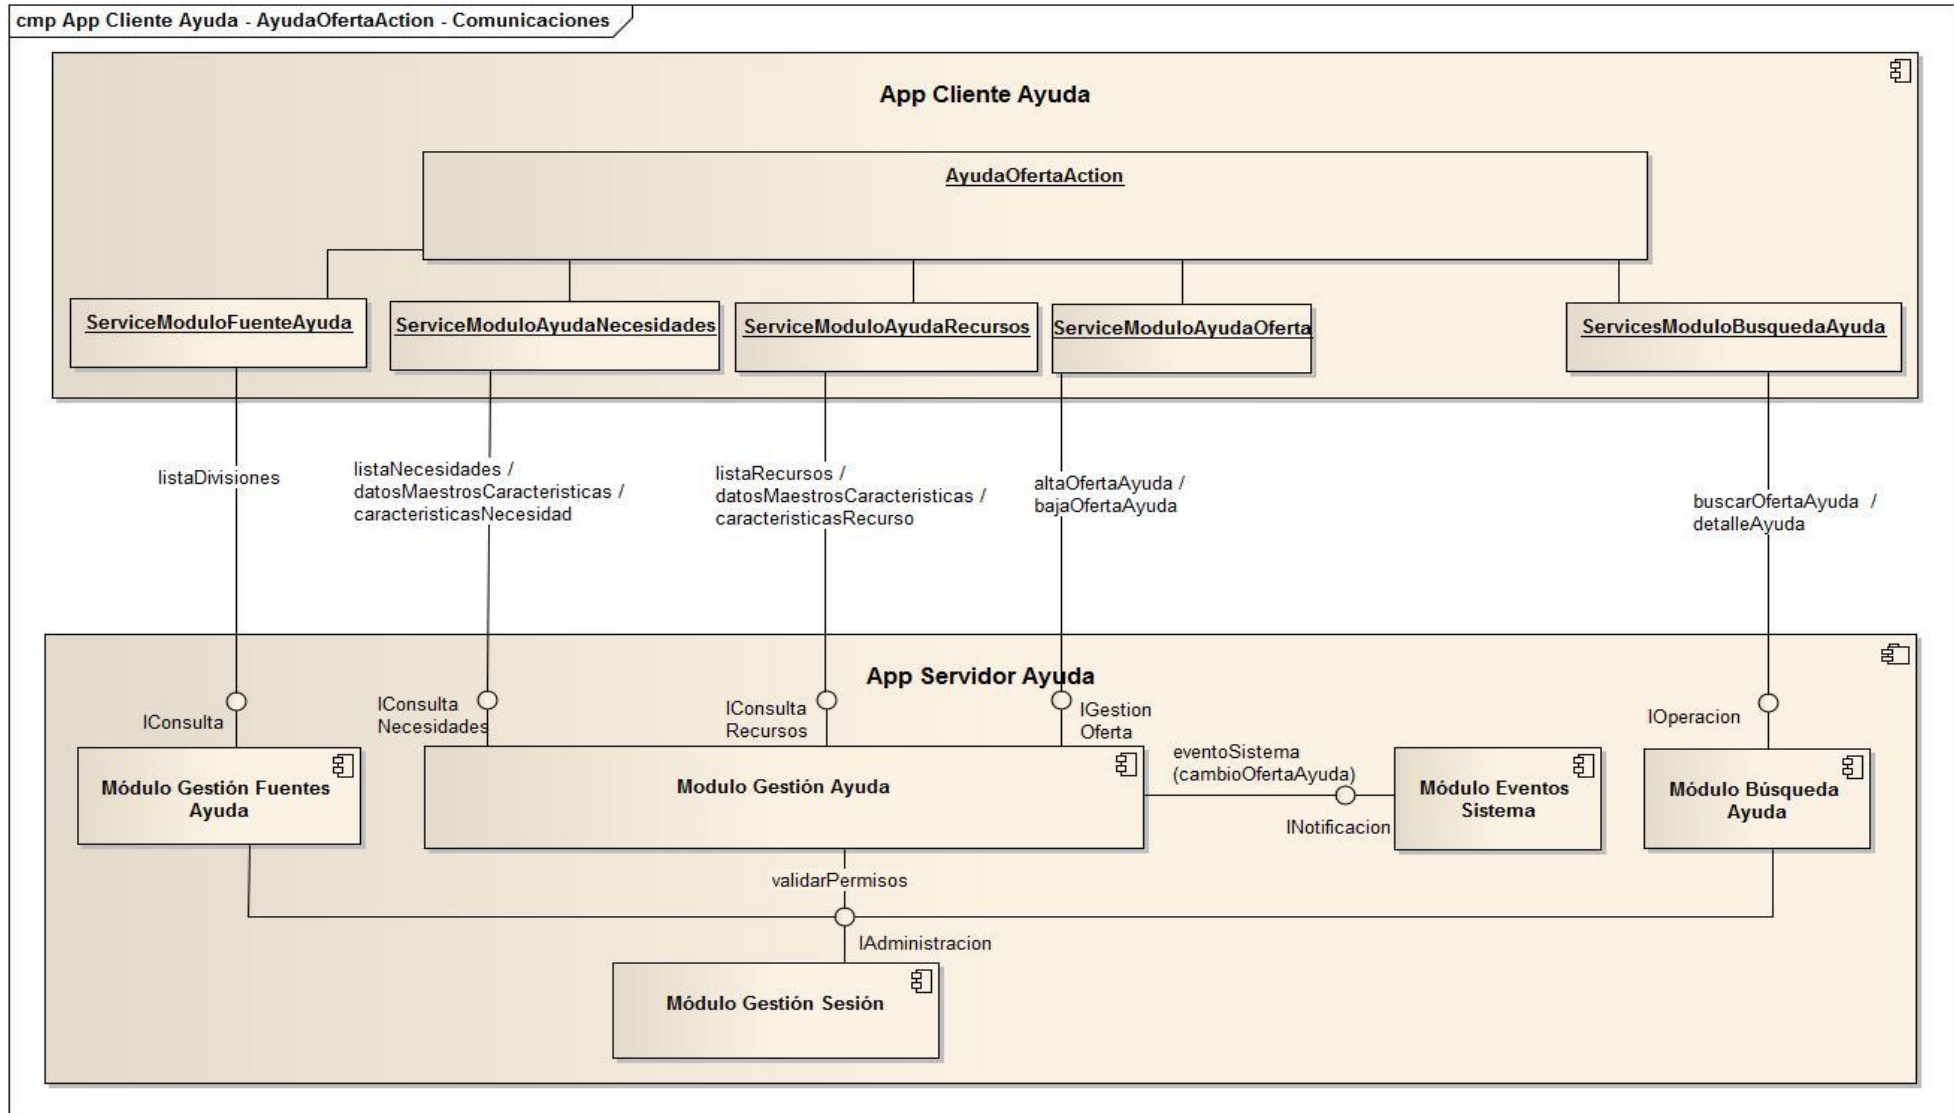 cmp App Cliente Ayuda - AyudaOfertaAction - Comunicaciones
App Cliente Ayuda
AyudaOfertaAction
ServiceModuloFuenteAyuda
ServiceModuloAyudaNecesidades
ServiceModuloAyudaRecursos
ServiceModuloAyudaOferta
ServicesModuloBusquedaAyuda
listaDivisiones
listaNecesidades /
datosMaestrosCaracteristicas /
caracteristicasNecesidad
listaRecursos /
datosMaestrosCaracteristicas /
caracteristicasRecurso
altaOfertaAyuda /
bajaOfertaAyuda
buscarOfertaAyuda /
detalleAyuda
App Servidor Ayuda
IConsulta
IConsulta
Necesidades
IConsulta
Recursos
IGestion
Oferta
IOperacion
Módulo Gestión Fuentes
Ayuda
Modulo Gestión Ayuda
eventoSistema
(cambioOfertaAyuda)
INotificacion
Módulo Eventos
Sistema
Módulo Búsqueda
Ayuda
validarPermisos
IAdministracion
Módulo Gestión Sesión